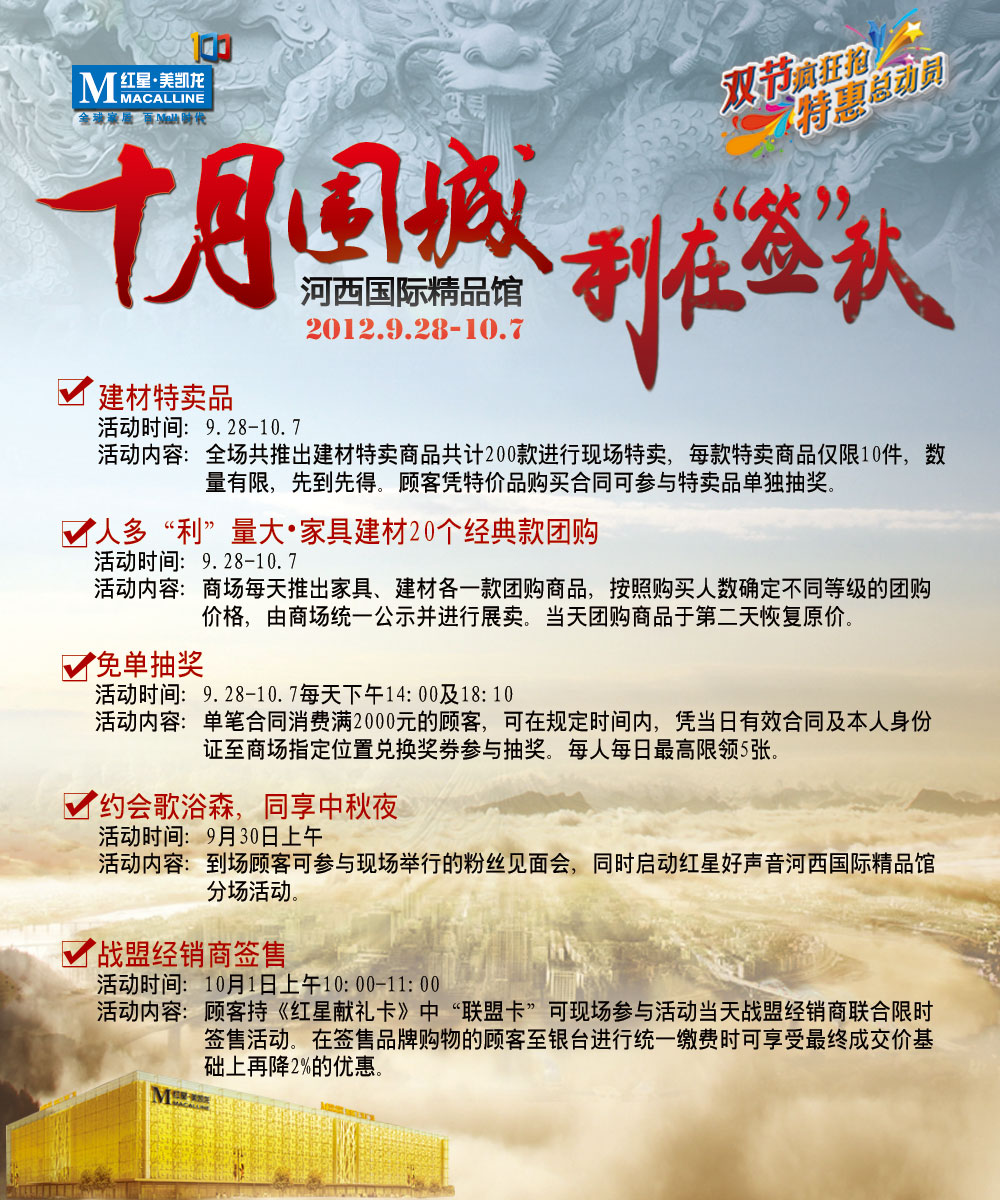 100
M 红星·美凯龙
MACALLINE
全球家居 百Mall时代
双节疯狂抢
特惠总动员
十月围城
利在“签”秋
河西国际精品馆
2012.9.28-10.7
建材特卖品
活动时间: 9.28-10.7
活动内容: 全场共推出建材特卖商品共计200款进行现场特卖, 每款特卖商品仅限10件, 数
量有限, 先到先得。顾客凭特价品购买合同可参与特卖品单独抽奖。
人多“利”量大•家具建材20个经典款团购
活动时间: 9.28-10.7
活动内容: 商场每天推出家具、建材各一款团购商品, 按照购买人数确定不同等级的团购
价格, 由商场统一公示并进行展卖。当天团购商品于第二天恢复原价。
免单抽奖
活动时间: 9.28-10.7每天下午14:00及18:10
活动内容: 单笔合同消费满2000元的顾客, 可在规定时间内, 凭当日有效合同及本人身份
证至商场指定位置兑换奖券参与抽奖。每人每日最高限领5张。
约会歌浴森, 同享中秋夜
活动时间: 9月30日上午
活动内容: 到场顾客可参与现场举行的粉丝见面会, 同时启动红星好声音河西国际精品馆
分场活动。
战盟经销商签售
活动时间: 10月1日上午10:00-11:00
活动内容: 顾客持《红星献礼卡》中“联盟卡”可现场参与活动当天战盟经销商联合限时
签售活动。在签售品牌购物的顾客至银台进行统一缴费时可享受最终成交价基
础上再降2%的优惠。
M 红星·美凯龙
MACALLINE